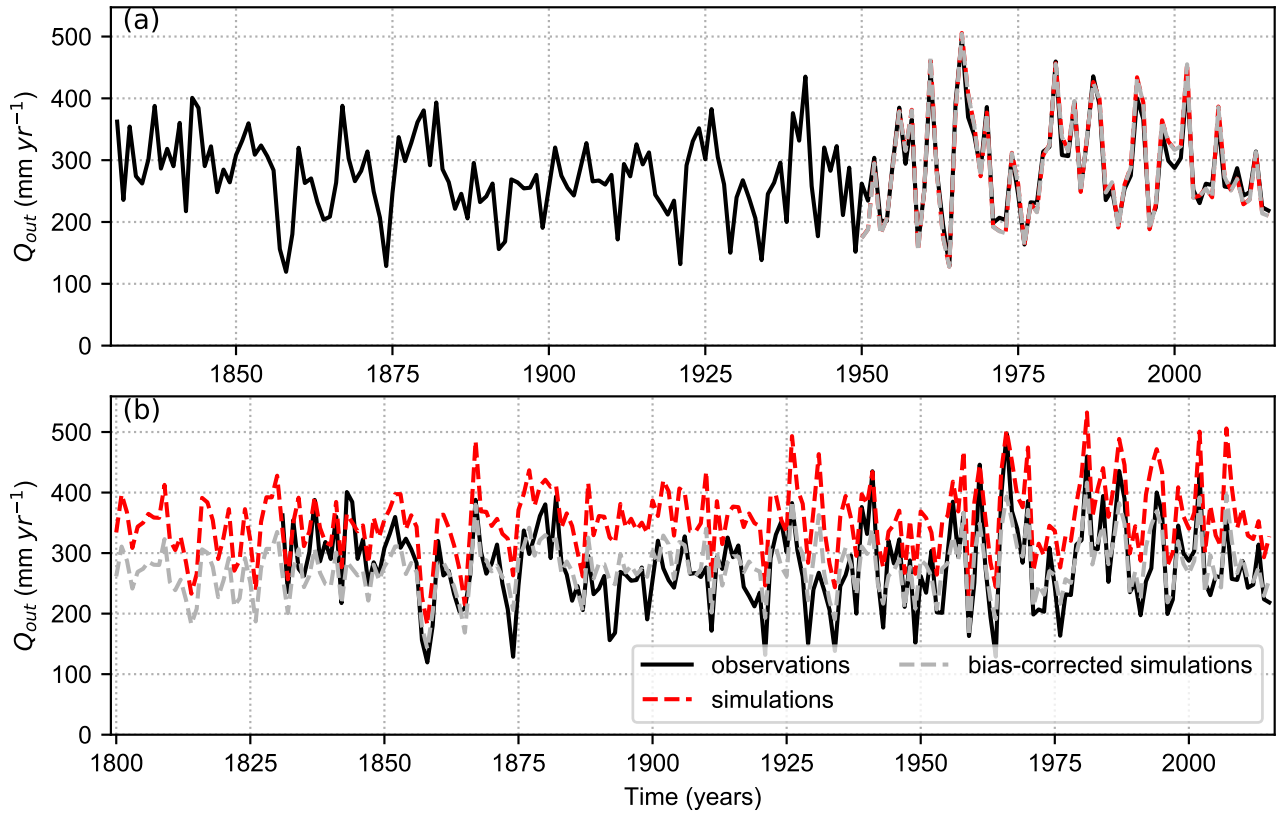 (a)
500
400
300
200
100
0
Q_out (mm yr⁻¹)
1850 1875 1900 1925 1950 1975 2000
(b)
500
400
300
200
100
0
Q_out (mm yr⁻¹)
observations bias-corrected simulations
simulations
1800 1825 1850 1875 1900 1925 1950 1975 2000
Time (years)